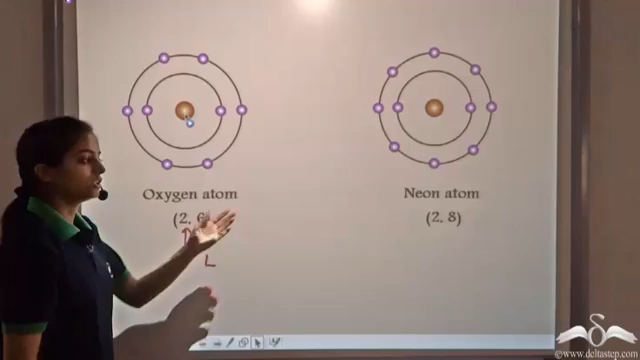 Oxygen atom
(2, 6)
L
Neon atom
(2, 8)
©www.deltastep.com